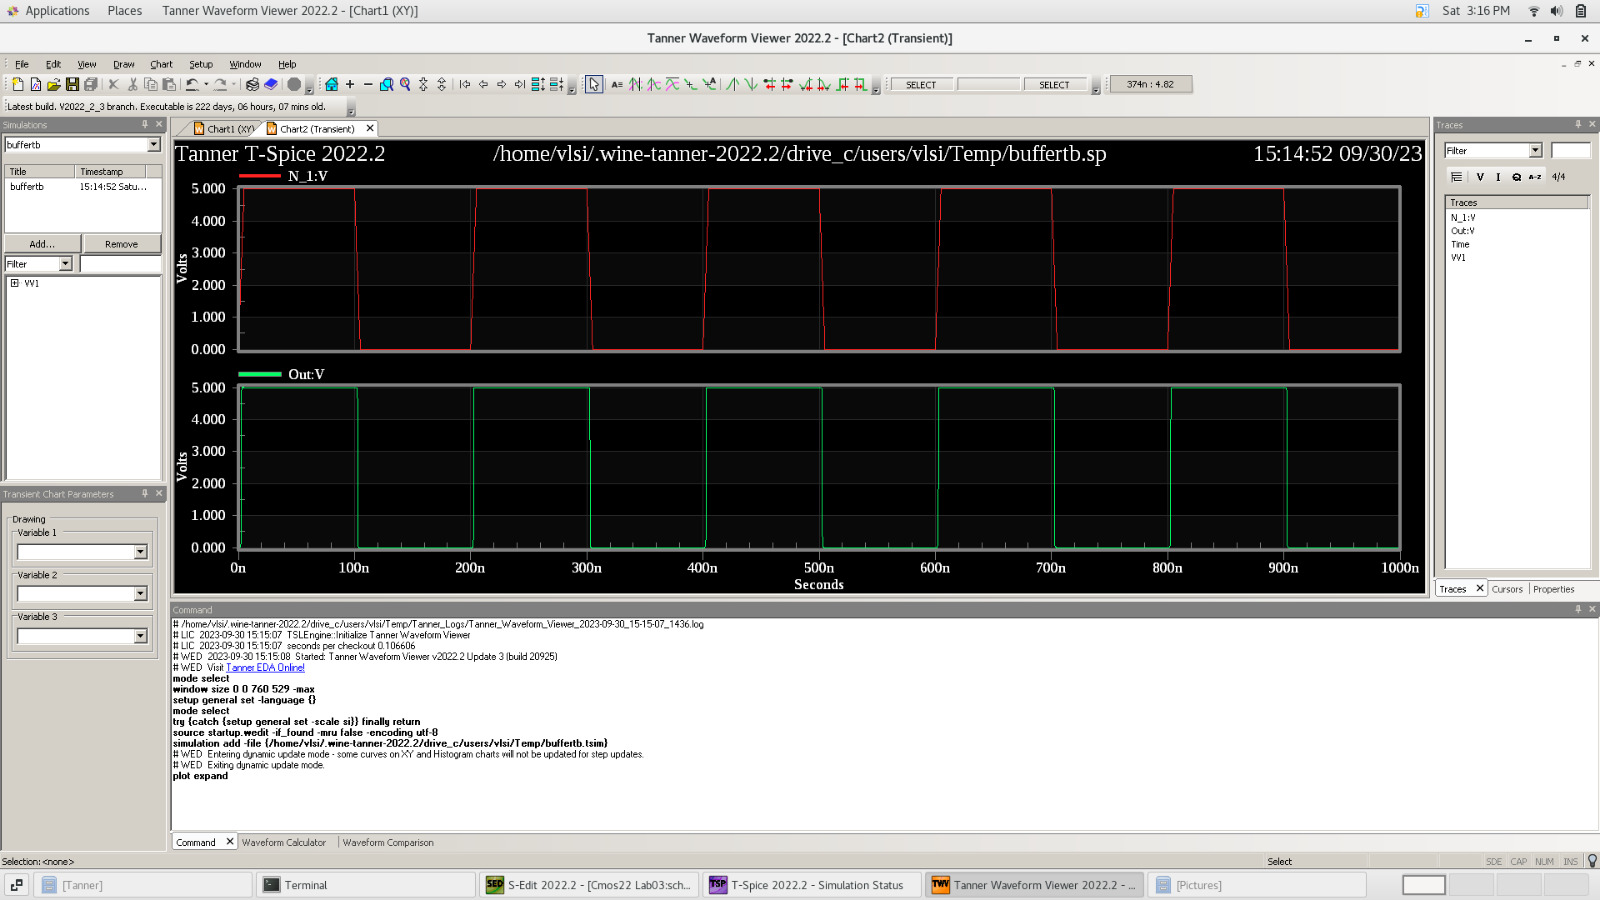 Applications Places Tanner Waveform Viewer 2022.2 - [Chart1 (XY)] Sat 3:16 PM
Tanner Waveform Viewer 2022.2 - [Chart2 (Transient)]
File Edit View Draw Chart Setup Window Help
SELECT SELECT 374n : 4.82
Latest build. V2022_2_3 branch. Executable is 222 days, 06 hours, 07 mins old.
Simulations
buffertb
Title Timestamp
buffertb 15:14:52 Satu...
Add... Remove
Filter
VV1
Transient Chart Parameters
Drawing
Variable 1
Variable 2
Variable 3
Chart1 (XY) Chart2 (Transient)
Tanner T-Spice 2022.2 /home/vlsi/.wine-tanner-2022.2/drive_c/users/vlsi/Temp/buffertb.sp 15:14:52 09/30/23
N_1:V
5.000
4.000
3.000
2.000
1.000
0.000
Volts
Out:V
5.000
4.000
3.000
2.000
1.000
0.000
Volts
0n 100n 200n 300n 400n 500n 600n 700n 800n 900n 1000n
Seconds
Traces
Filter
V I Q A-Z 4/4
Traces
N_1:V
Out:V
Time
VV1
Traces Cursors Properties
Command
# /home/vlsi/.wine-tanner-2022.2/drive_c/users/vlsi/Temp/Tanner_Logs/Tanner_Waveform_Viewer_2023-09-30_15-15-07_1436.log
# LIC 2023-09-30 15:15:07 TSLEngine::Initialize Tanner Waveform Viewer
# LIC 2023-09-30 15:15:07 seconds per checkout 0.106606
# WED 2023-09-30 15:15:08 Started: Tanner Waveform Viewer v2022.2 Update 3 (build 20925)
# WED Visit Tanner EDA Online!
mode select
window size 0 0 760 529 -max
setup general set -language {}
mode select
try {catch {setup general set -scale si}} finally return
source startup.wedit -if_found -mru false -encoding utf-8
simulation add -file {/home/vlsi/.wine-tanner-2022.2/drive_c/users/vlsi/Temp/buffertb.tsim}
# WED Entering dynamic update mode - some curves on XY and Histogram charts will not be updated for step updates.
# WED Exiting dynamic update mode.
plot expand
Command Waveform Calculator Waveform Comparison
Selection: <none> Select SDE CAP NUM INS
[Tanner] Terminal SED S-Edit 2022.2 - [Cmos22 Lab03:sch... TSP T-Spice 2022.2 - Simulation Status TWV Tanner Waveform Viewer 2022.2 - ... [Pictures]